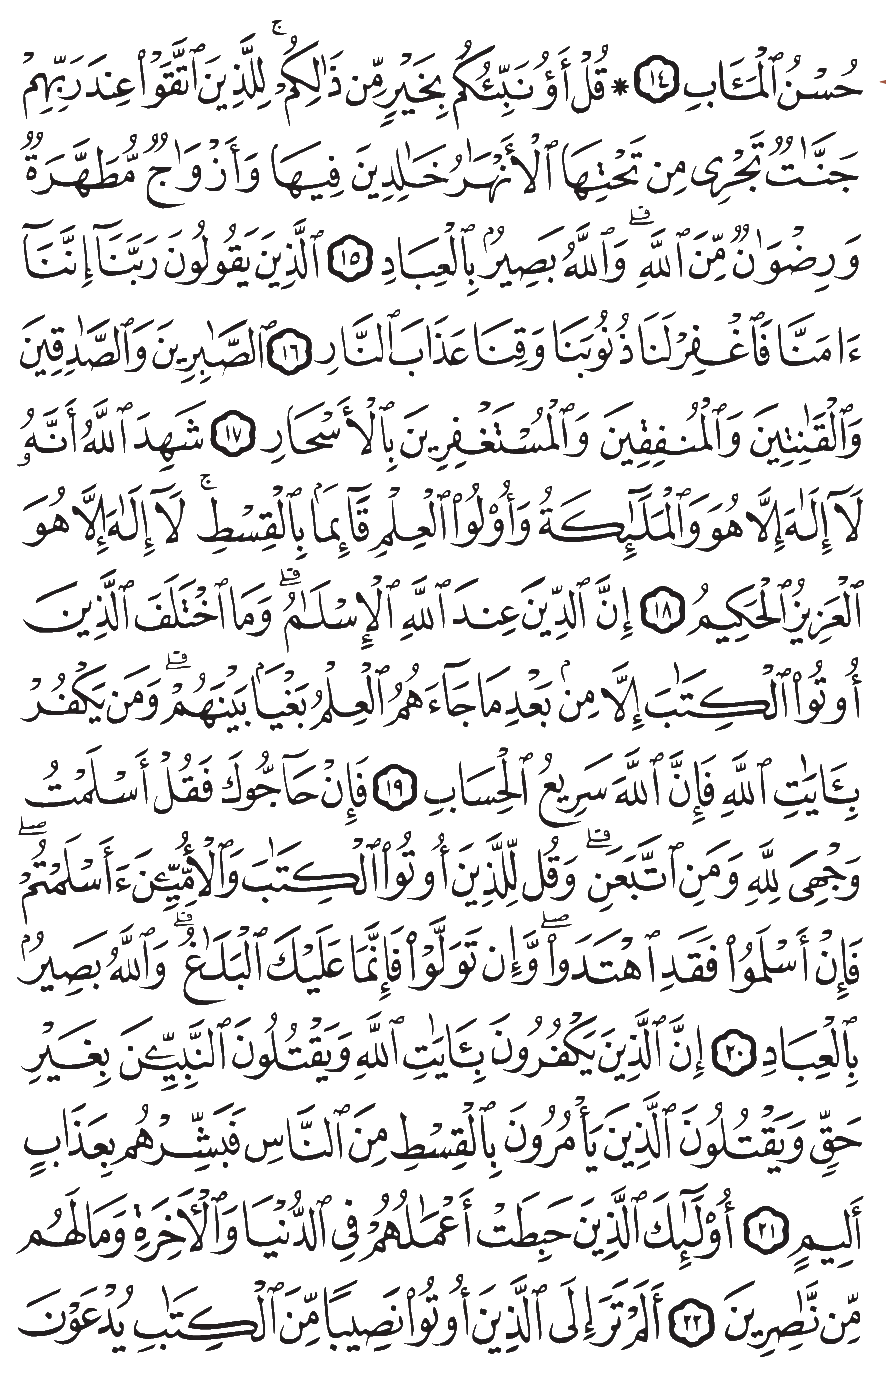 حُسْنُ ٱلْمَـَٔابِ ١٤ * قُلْ أَؤُنَبِّئُكُم بِخَيْرٍ مِّن ذَٰلِكُمْ ۚ لِلَّذِينَ ٱتَّقَوْا۟ عِندَ رَبِّهِمْ
جَنَّـٰتٌ تَجْرِى مِن تَحْتِهَا ٱلْأَنْهَـٰرُ خَـٰلِدِينَ فِيهَا وَأَزْوَٰجٌ مُّطَهَّرَةٌ
وَرِضْوَٰنٌ مِّنَ ٱللَّهِ ۗ وَٱللَّهُ بَصِيرٌۢ بِٱلْعِبَادِ ١٥ ٱلَّذِينَ يَقُولُونَ رَبَّنَآ إِنَّنَآ
ءَامَنَّا فَٱغْفِرْ لَنَا ذُنُوبَنَا وَقِنَا عَذَابَ ٱلنَّارِ ١٦ ٱلصَّـٰبِرِينَ وَٱلصَّـٰدِقِينَ
وَٱلْقَـٰنِتِينَ وَٱلْمُنفِقِينَ وَٱلْمُسْتَغْفِرِينَ بِٱلْأَسْحَارِ ١٧ شَهِدَ ٱللَّهُ أَنَّهُۥ
لَآ إِلَـٰهَ إِلَّا هُوَ وَٱلْمَلَـٰٓئِكَةُ وَأُو۟لُوا۟ ٱلْعِلْمِ قَآئِمًۢا بِٱلْقِسْطِ ۚ لَآ إِلَـٰهَ إِلَّا هُوَ
ٱلْعَزِيزُ ٱلْحَكِيمُ ١٨ إِنَّ ٱلدِّينَ عِندَ ٱللَّهِ ٱلْإِسْلَـٰمُ ۗ وَمَا ٱخْتَلَفَ ٱلَّذِينَ
أُوتُوا۟ ٱلْكِتَـٰبَ إِلَّا مِنۢ بَعْدِ مَا جَآءَهُمُ ٱلْعِلْمُ بَغْيًۢا بَيْنَهُمْ ۗ وَمَن يَكْفُرْ
بِـَٔايَـٰتِ ٱللَّهِ فَإِنَّ ٱللَّهَ سَرِيعُ ٱلْحِسَابِ ١٩ فَإِنْ حَآجُّوكَ فَقُلْ أَسْلَمْتُ
وَجْهِىَ لِلَّهِ وَمَنِ ٱتَّبَعَنِ ۗ وَقُل لِّلَّذِينَ أُوتُوا۟ ٱلْكِتَـٰبَ وَٱلْأُمِّيِّـۧنَ ءَأَسْلَمْتُمْ ۚ
فَإِنْ أَسْلَمُوا۟ فَقَدِ ٱهْتَدَوا۟ ۖ وَّإِن تَوَلَّوْا۟ فَإِنَّمَا عَلَيْكَ ٱلْبَلَـٰغُ ۗ وَٱللَّهُ بَصِيرٌۢ
بِٱلْعِبَادِ ٢٠ إِنَّ ٱلَّذِينَ يَكْفُرُونَ بِـَٔايَـٰتِ ٱللَّهِ وَيَقْتُلُونَ ٱلنَّبِيِّـۧنَ بِغَيْرِ
حَقٍّ وَيَقْتُلُونَ ٱلَّذِينَ يَأْمُرُونَ بِٱلْقِسْطِ مِنَ ٱلنَّاسِ فَبَشِّرْهُم بِعَذَابٍ
أَلِيمٍ ٢١ أُو۟لَـٰٓئِكَ ٱلَّذِينَ حَبِطَتْ أَعْمَـٰلُهُمْ فِى ٱلدُّنْيَا وَٱلْـَٔاخِرَةِ وَمَا لَهُم
مِّن نَّـٰصِرِينَ ٢٢ أَلَمْ تَرَ إِلَى ٱلَّذِينَ أُوتُوا۟ نَصِيبًا مِّنَ ٱلْكِتَـٰبِ يُدْعَوْنَ